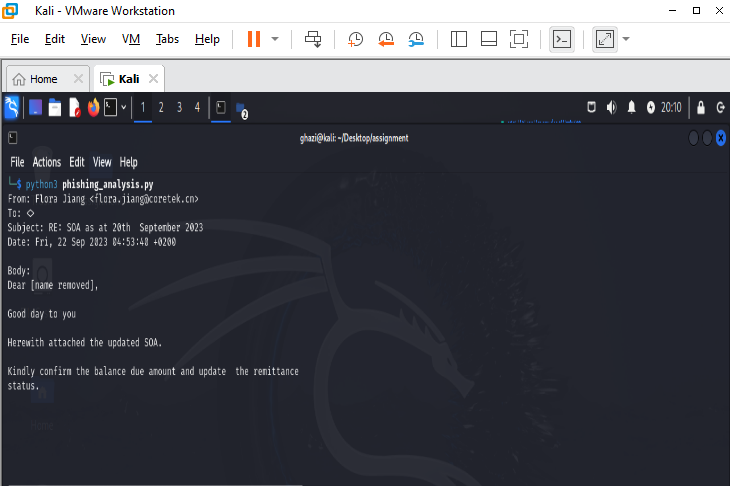 Kali - VMware Workstation
File Edit View VM Tabs Help
Home Kali
1 2 3 4 2 20:10
ghazi@kali: ~/Desktop/assignment
File Actions Edit View Help
└─$ python3 phishing_analysis.py
From: Flora Jiang <flora.jiang@coretek.cn>
To: <>
Subject: RE: SOA as at 20th  September 2023
Date: Fri, 22 Sep 2023 04:53:48 +0200
Body:
Dear [name removed],
Good day to you
Herewith attached the updated SOA.
Kindly confirm the balance due amount and update  the remittance
status.
Home